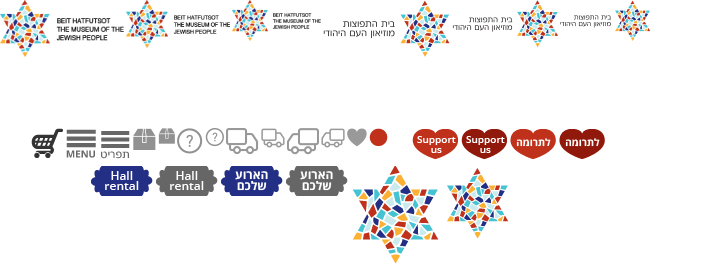 BEIT HATFUTSOT
THE MUSEUM OF THE
JEWISH PEOPLE
BEIT HATFUTSOT
THE MUSEUM OF THE
JEWISH PEOPLE
BEIT HATFUTSOT
THE MUSEUM OF THE
JEWISH PEOPLE
בית התפוצות
מוזיאון העם היהודי
בית התפוצות
מוזיאון העם היהודי
בית התפוצות
מוזיאון העם היהודי
MENU
תפריט
?
?
Support
us
Support
us
לתרומה
לתרומה
Hall
rental
Hall
rental
הארוע
שלכם
הארוע
שלכם